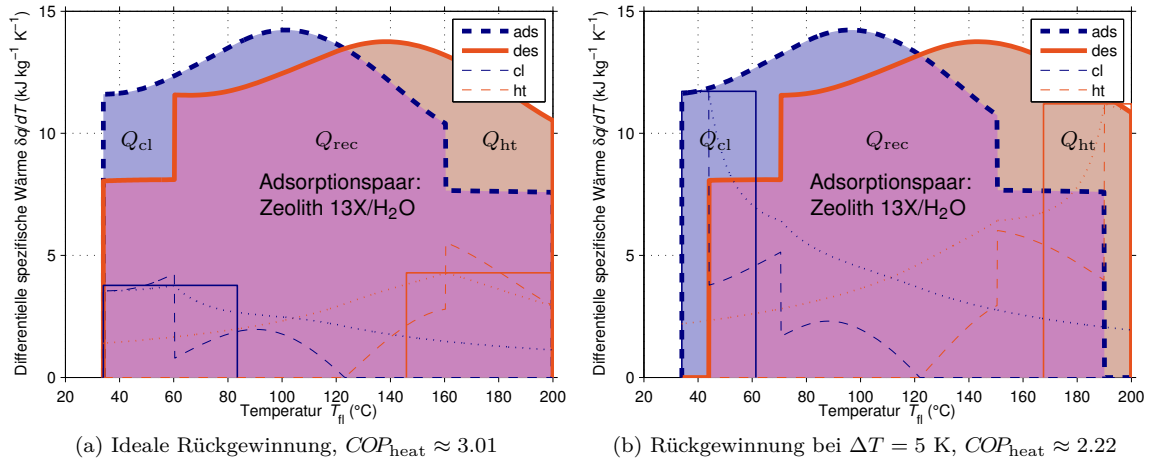 Differentielle spezifische Wärme δq/dT (kJ kg⁻¹ K⁻¹)
15
10
5
0
ads
des
cl
ht
Q_cl
Q_rec
Q_ht
Adsorptionspaar:
Zeolith 13X/H₂O
20 40 60 80 100 120 140 160 180 200
Temperatur T_fl (°C)
(a) Ideale Rückgewinnung, COP_heat ≈ 3.01
Differentielle spezifische Wärme δq/dT (kJ kg⁻¹ K⁻¹)
15
10
5
0
ads
des
cl
ht
Q_cl
Q_rec
Q_ht
Adsorptionspaar:
Zeolith 13X/H₂O
20 40 60 80 100 120 140 160 180 200
Temperatur T_fl (°C)
(b) Rückgewinnung bei ΔT = 5 K, COP_heat ≈ 2.22